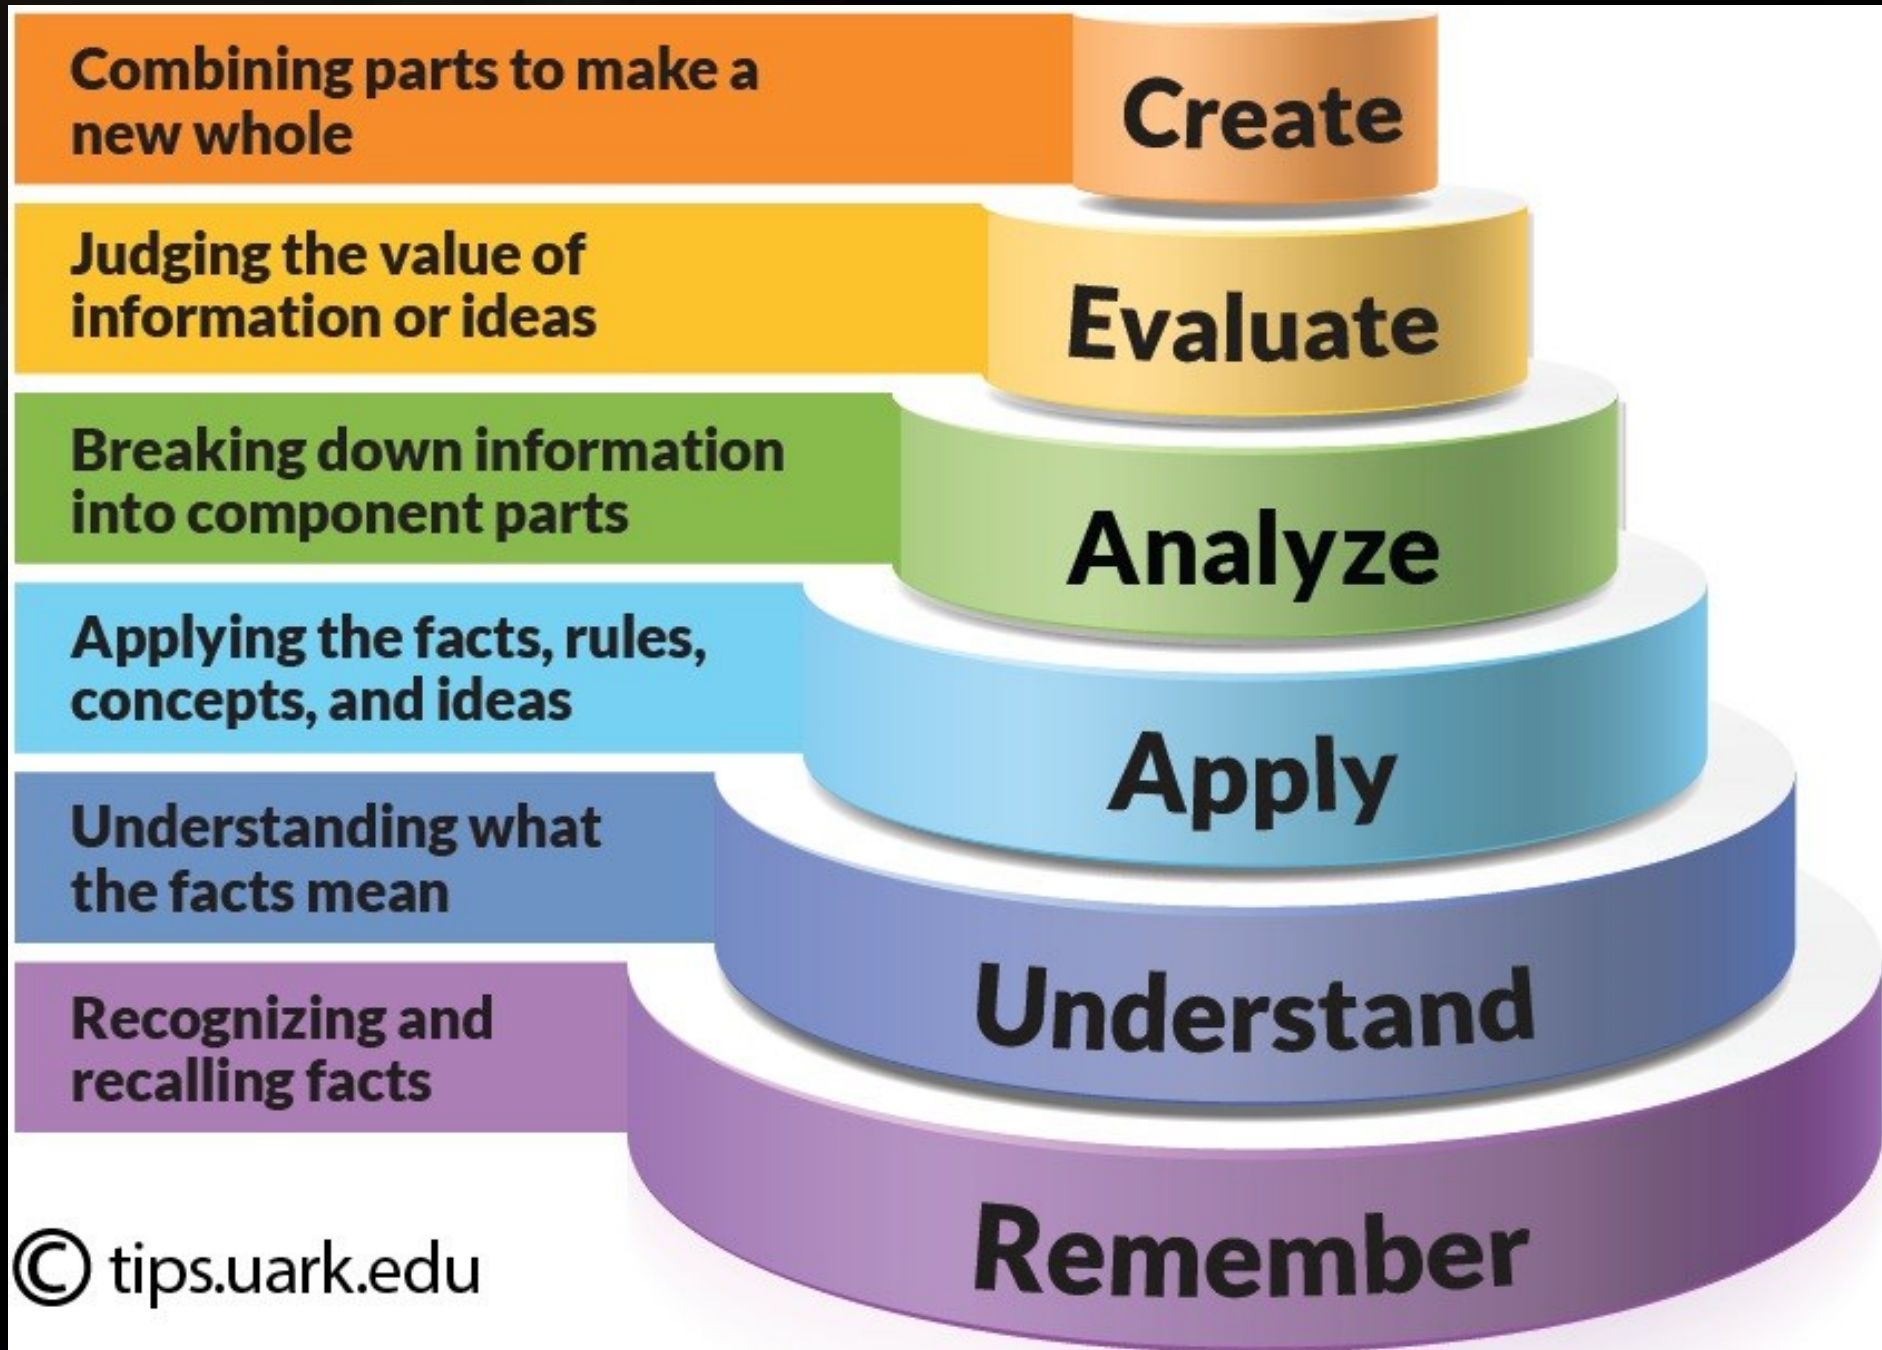 Combining parts to make a
new whole
Create
Judging the value of
information or ideas
Evaluate
Breaking down information
into component parts
Analyze
Applying the facts, rules,
concepts, and ideas
Apply
Understanding what
the facts mean
Understand
Recognizing and
recalling facts
Remember
© tips.uark.edu